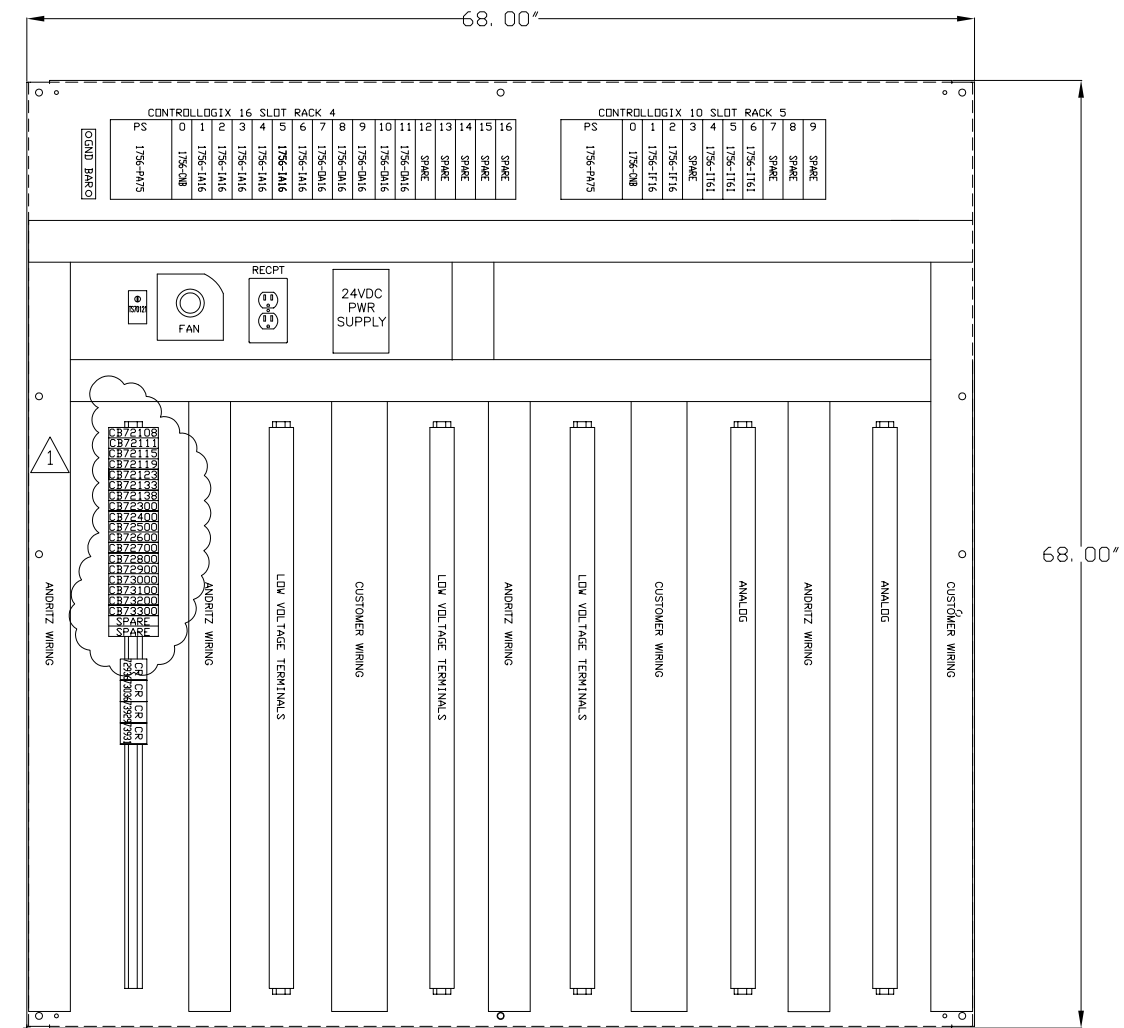 68.00"
CONTROLLOGIX 16 SLOT RACK 4
PS 0 1 2 3 4 5 6 7 8 9 10 11 12 13 14 15 16
1756-PA75
1756-CNB
1756-IA16
1756-IA16
1756-IA16
1756-IA16
1756-IA16
1756-IA16
1756-OA16
1756-OA16
1756-OA16
1756-OA16
1756-OA16
SPARE
SPARE
SPARE
SPARE
SPARE
CONTROLLOGIX 10 SLOT RACK 5
PS 0 1 2 3 4 5 6 7 8 9
1756-PA75
1756-CNB
1756-IF16
1756-IF16
SPARE
1756-IT6I
1756-IT6I
1756-IT6I
SPARE
SPARE
SPARE
GND BAR
TS70121
FAN
RECPT
24VDC
PWR
SUPPLY
1
CB72108
CB72111
CB72115
CB72119
CB72123
CB72133
CB72138
CB72300
CB72400
CB72500
CB72600
CB72700
CB72800
CB72900
CB73000
CB73100
CB73200
CB73300
SPARE
SPARE
CR
CR
CR
CR
ANDRITZ WIRING
ANDRITZ WIRING
LOW VOLTAGE TERMINALS
CUSTOMER WIRING
LOW VOLTAGE TERMINALS
ANDRITZ WIRING
LOW VOLTAGE TERMINALS
CUSTOMER WIRING
ANALOG
ANDRITZ WIRING
ANALOG
CUSTOMER WIRING
68.00"